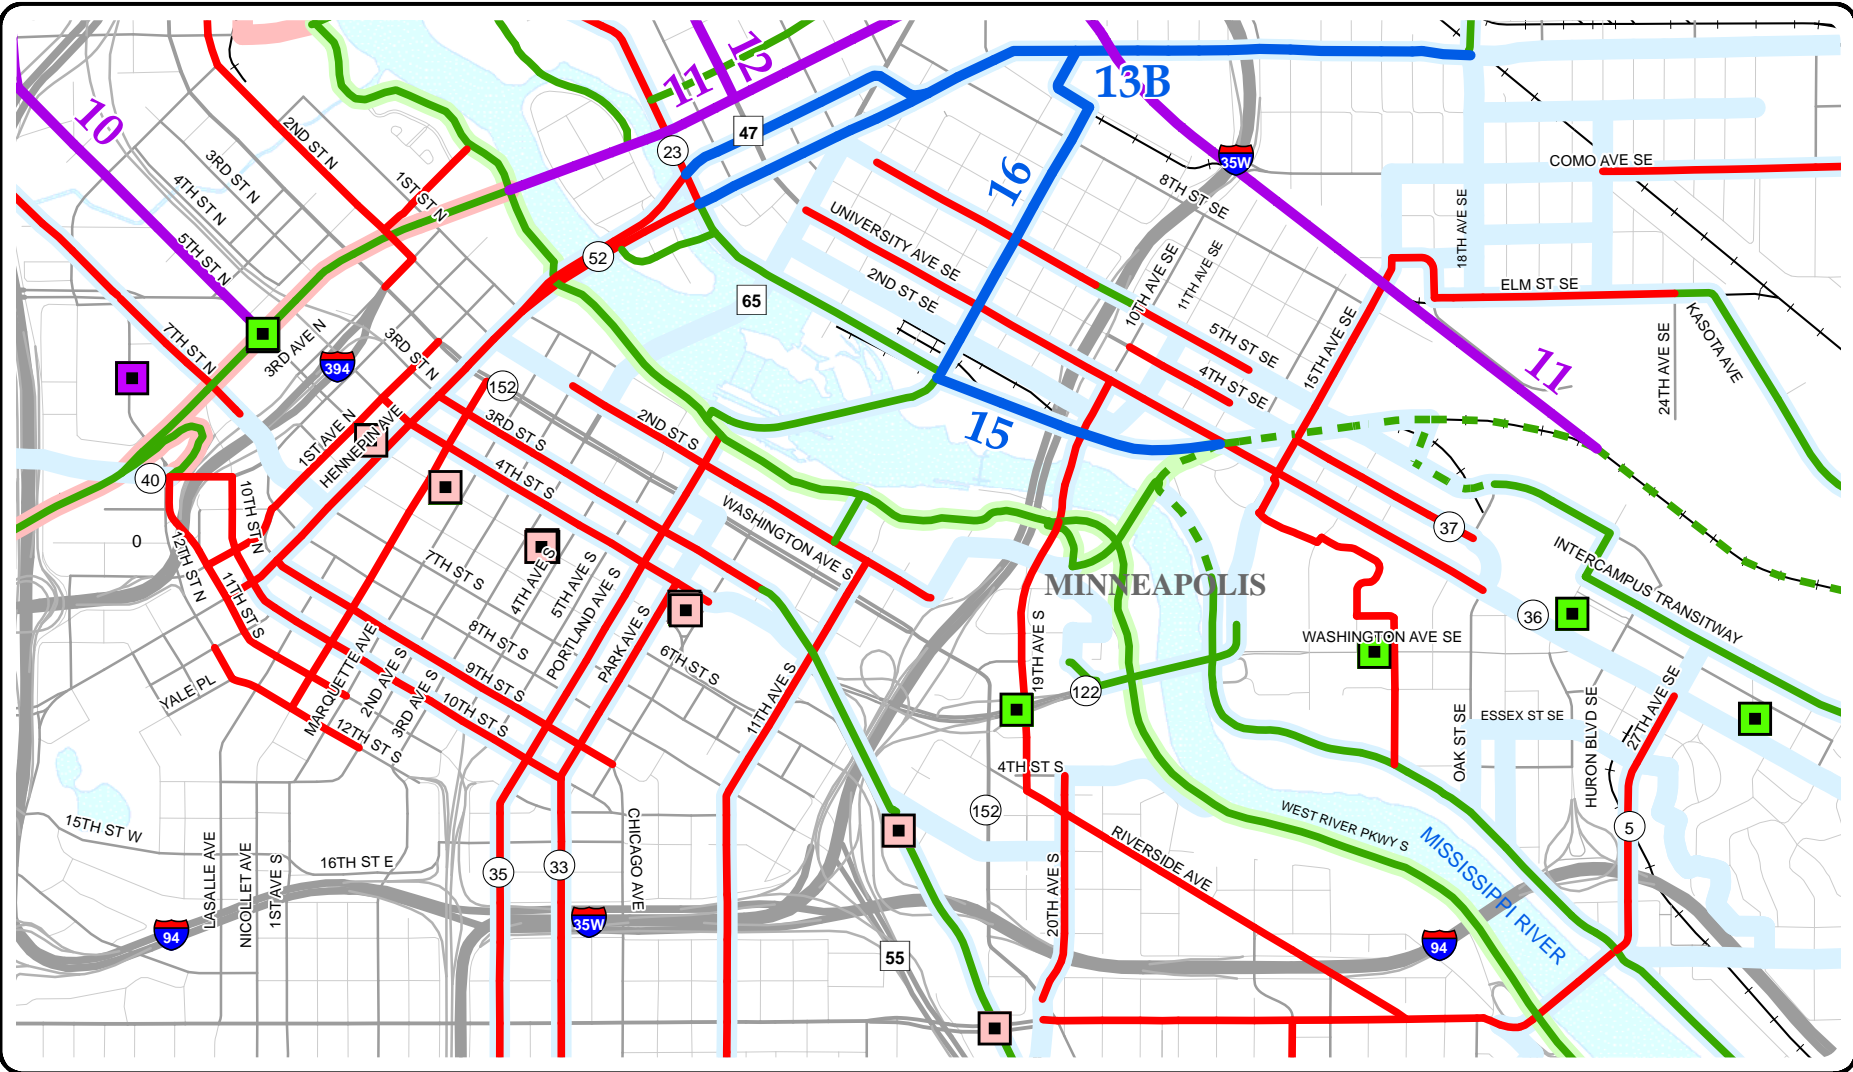 12
11
10
13B
47
23
2ND ST N
35W
COMO AVE SE
3RD ST N
16
4TH ST N
1ST ST N
8TH ST SE
18TH AVE SE
UNIVERSITY AVE SE
5TH ST N
52
2ND ST SE
10TH AVE SE
11TH AVE SE
ELM ST SE
65
KASOTA AVE
7TH ST N
3RD AVE N
3RD ST N
5TH ST SE
15TH AVE SE
24TH AVE SE
394
11
152
4TH ST SE
1ST AVE N
HENNEPIN AVE
3RD ST S
2ND ST S
15
40
4TH ST S
10TH ST N
WASHINGTON AVE S
37
0
12TH ST N
INTERCAMPUS TRANSITWAY
7TH ST S
4TH AVE S
5TH AVE S
MINNEAPOLIS
11TH ST S
PORTLAND AVE S
PARK AVE S
36
8TH ST S
19TH AVE S
WASHINGTON AVE SE
6TH ST S
YALE PL
MARQUETTE AVE
2ND AVE S
9TH ST S
122
3RD AVE S
10TH ST S
11TH AVE S
ESSEX ST SE
27TH AVE SE
12TH ST S
OAK ST SE
HURON BLVD SE
4TH ST S
152
WEST RIVER PKWY S
15TH ST W
LASALLE AVE
NICOLLET AVE
1ST AVE S
16TH ST E
CHICAGO AVE
RIVERSIDE AVE
MISSISSIPPI RIVER
5
35
33
20TH AVE S
94
35W
55
94